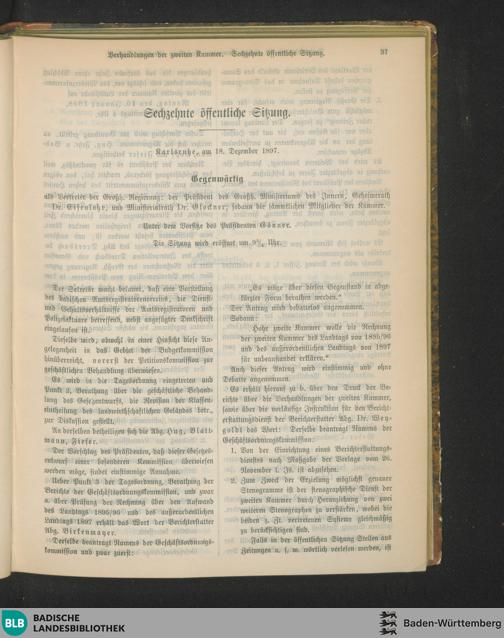 Verhandlungen der zweiten Kammer. Sechzehnte öffentliche Sitzung. 37
Sechzehnte öffentliche Sitzung.
Karlsruhe, am 18. Dezember 1897.
Gegenwärtig
als Vertreter der Großh. Regierung: der Präsident des Großh. Ministeriums des Innern, Geheimerath
Dr. Eisenlohr, und Ministerialrath Dr. Glockner; sodann die sämmtlichen Mitglieder der Kammer.
Unter dem Vorsitze des Präsidenten Gönner.
Die Sitzung wird eröffnet um 9¼ Uhr.
Der Sekretär macht bekannt, daß eine Vorstellung
des badischen Amtsregistratorenvereins, die Dienst-
und Gehaltsverhältnisse der Amtsregistratoren und
Polizeiaktuare betreffend, nebst angefügter Denkschrift
eingelaufen ist.
Dieselbe wird, obwohl in einer Hinsicht diese An-
gelegenheit in das Gebiet der Budgetkommission
hinüberreicht, vorerst der Petitionskommission zur
geschäftlichen Behandlung überwiesen.
Es wird in die Tagesordnung eingetreten und
Punkt 2, Berathung über die geschäftliche Behand-
lung des Gesetzentwurfs, die Revision der Klassen-
eintheilung des landwirthschaftlichen Geländes betr.,
zur Diskussion gestellt.
An derselben betheiligen sich die Abg. Hug, Blatt-
mann, Fieser.
Der Vorschlag des Präsidenten, daß dieser Gesetzes-
entwurf einer besonderen Kommission überwiesen
werden möge, findet einstimmige Annahme.
Ueber Punkt 3 der Tagesordnung, Berathung der
Berichte der Geschäftsordnungskommission, und zwar
a. über Prüfung der Rechnung über den Aufwand
des Landtags 1895/96 und des außerordentlichen
Landtags 1897 erhält das Wort der Berichterstatter
Abg. Birkenmayer.
Derselbe beantragt Namens der Geschäftsordnungs-
kommission und zwar zuerst:
„Es möge über diesen Gegenstand in abge-
kürzter Form berathen werden.“
Der Antrag wird debattelos angenommen.
Sodann:
Hohe zweite Kammer wolle die Rechnung
der zweiten Kammer des Landtags von 1895/96
und des außerordentlichen Landtags von 1897
für unbeanstandet erklären.“
Auch dieser Antrag wird einstimmig und ohne
Debatte angenommen.
Es erhält hierauf zu b. über den Druck der Be-
richte über die Verhandlungen der zweiten Kammer,
sowie über die vorläufige Instruktion für den Bericht-
erstattungsdienst der Berichterstatter Abg. Dr. Wey-
goldt das Wort: Derselbe beantragt Namens der
Geschäftsordnungskommission:
1. Von der Einrichtung eines Berichterstattungs-
dienstes nach Maßgabe der Vorlage vom 26.
November l. Js. ist abzusehen.
2. Zum Zweck der Erzielung möglichst genauer
Stenogramme ist der stenographische Dienst der
zweiten Kammer durch Heranziehung von zwei
weiteren Stenographen zu verstärken, wobei die
beiden z. Zt. vertretenen Systeme gleichmäßig
zu berücksichtigen sind.
Falls in der öffentlichen Sitzung Stellen aus
Zeitungen u. s. w. wörtlich verlesen werden, ist
BLB BADISCHE
LANDESBIBLIOTHEK
Baden-Württemberg